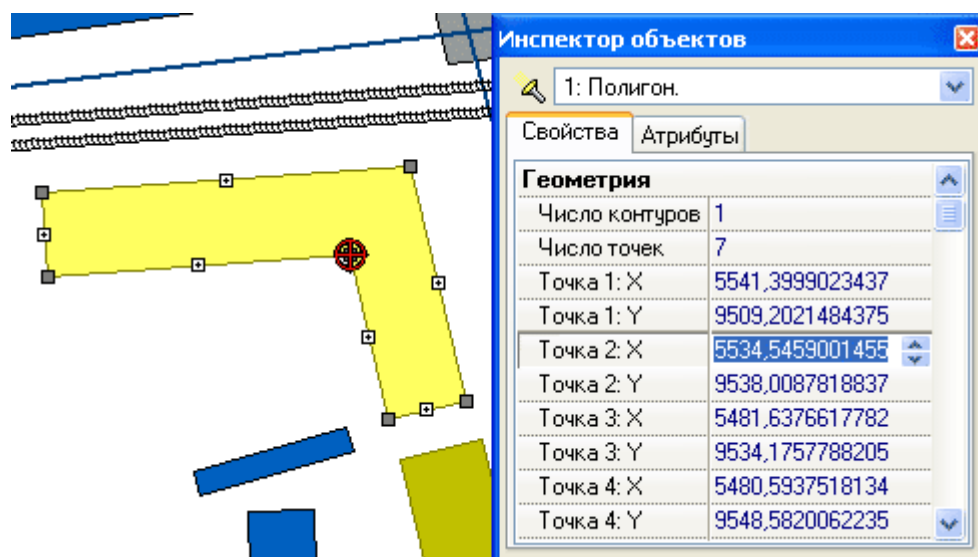 Инспектор объектов
1: Полигон.
Свойства Атрибуты
Геометрия
Число контуров 1
Число точек 7
Точка 1: X 5541,3999023437
Точка 1: Y 9509,2021484375
Точка 2: X 5534,5459001455
Точка 2: Y 9538,0087818837
Точка 3: X 5481,6376617782
Точка 3: Y 9534,1757788205
Точка 4: X 5480,5937518134
Точка 4: Y 9548,5820062235